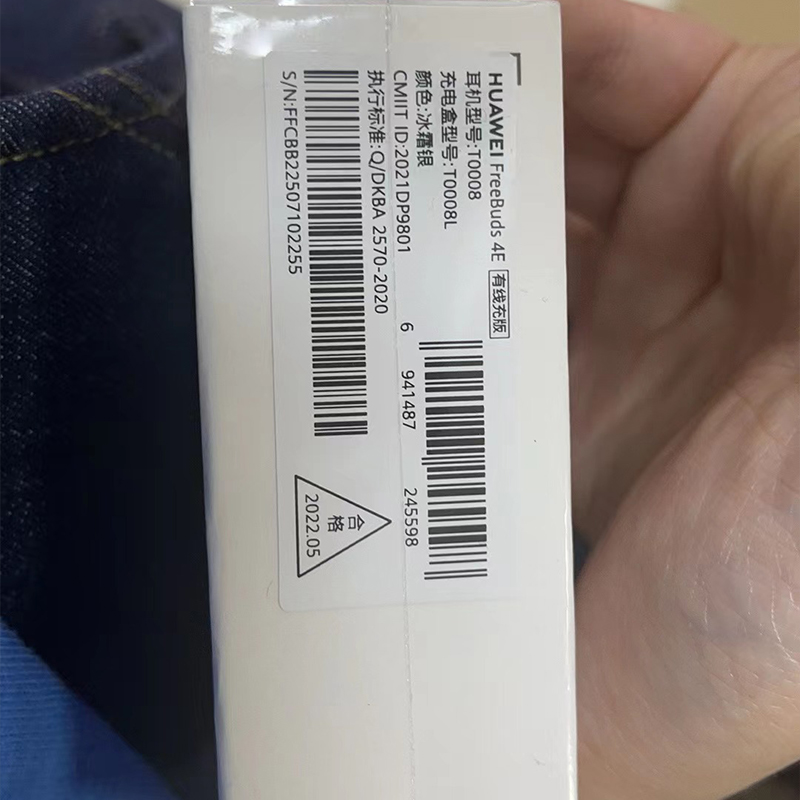 HUAWEI FreeBuds 4E 有线充版
耳机型号:T0008
充电盒型号:T0008L
颜色:冰霜银
CMIIT ID:2021DP9801
执行标准:Q/DKBA 2570-2020
S/N:FFCBB22507102255
6 941487 245598
合格
2022.05